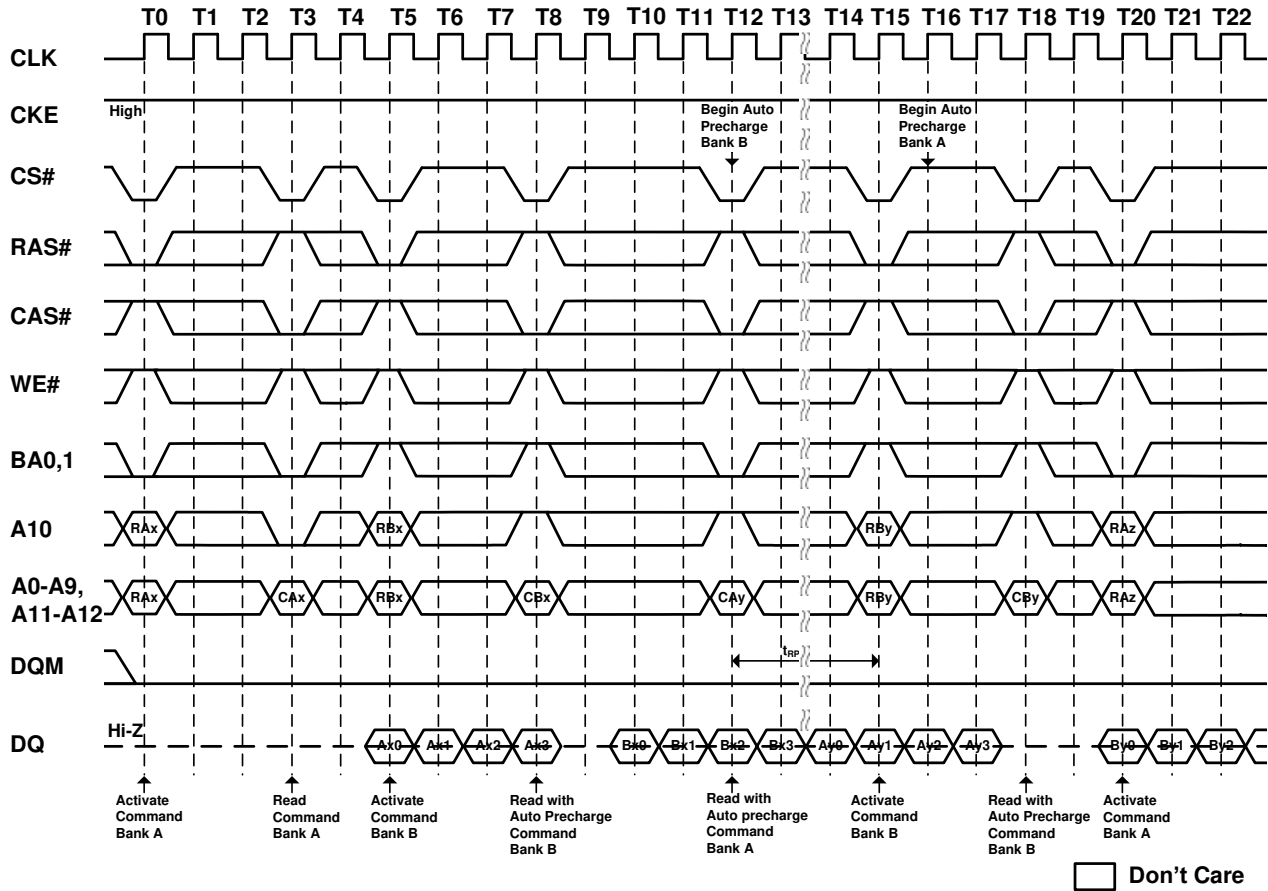 T0 T1 T2 T3 T4 T5 T6 T7 T8 T9 T10 T11 T12 T13 T14 T15 T16 T17 T18 T19 T20 T21 T22
CLK
CKE
High
Begin Auto
Precharge
Bank B
Begin Auto
Precharge
Bank A
CS#
RAS#
CAS#
WE#
BA0,1
A10
RAx RBx RBy RAz
A0-A9,
A11-A12
RAx CAx RBx CBx CAy RBy CBy RAz
DQM
tRP
DQ
Hi-Z
Ax0 Ax1 Ax2 Ax3 Bx0 Bx1 Bx2 Bx3 Ay0 Ay1 Ay2 Ay3 By0 By1 By2
Activate
Command
Bank A
Read
Command
Bank A
Activate
Command
Bank B
Read with
Auto Precharge
Command
Bank B
Read with
Auto precharge
Command
Bank A
Activate
Command
Bank B
Read with
Auto Precharge
Command
Bank B
Activate
Command
Bank A
Don't Care